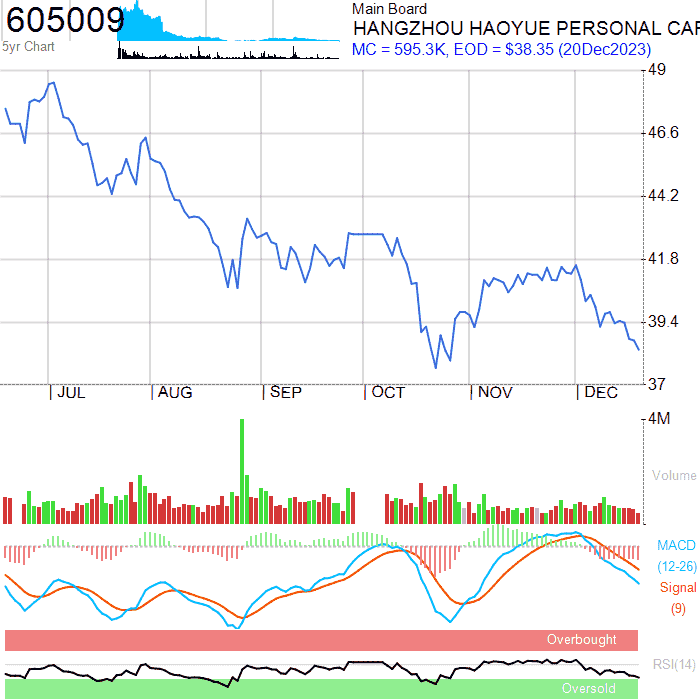 605009
5yr Chart
Main Board
HANGZHOU HAOYUE PERSONAL CAR
MC = 595.3K, EOD = $38.35 (20Dec2023)
49
46.6
44.2
41.8
39.4
37
JUL
AUG
SEP
OCT
NOV
DEC
4M
Volume
MACD
(12-26)
Signal
(9)
Overbought
RSI(14)
Oversold